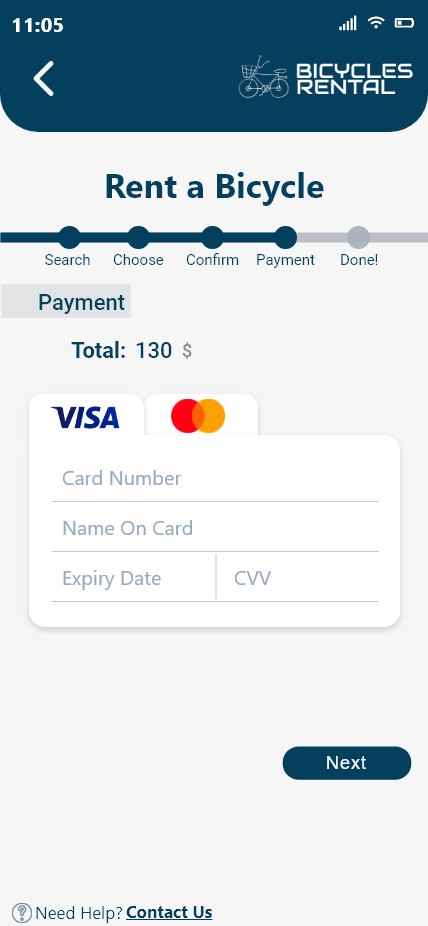 11:05
BICYCLES
RENTAL
Rent a Bicycle
Search Choose Confirm Payment Done!
Payment
Total: 130 $
VISA
Card Number
Name On Card
Expiry Date CVV
Next
Need Help? Contact Us